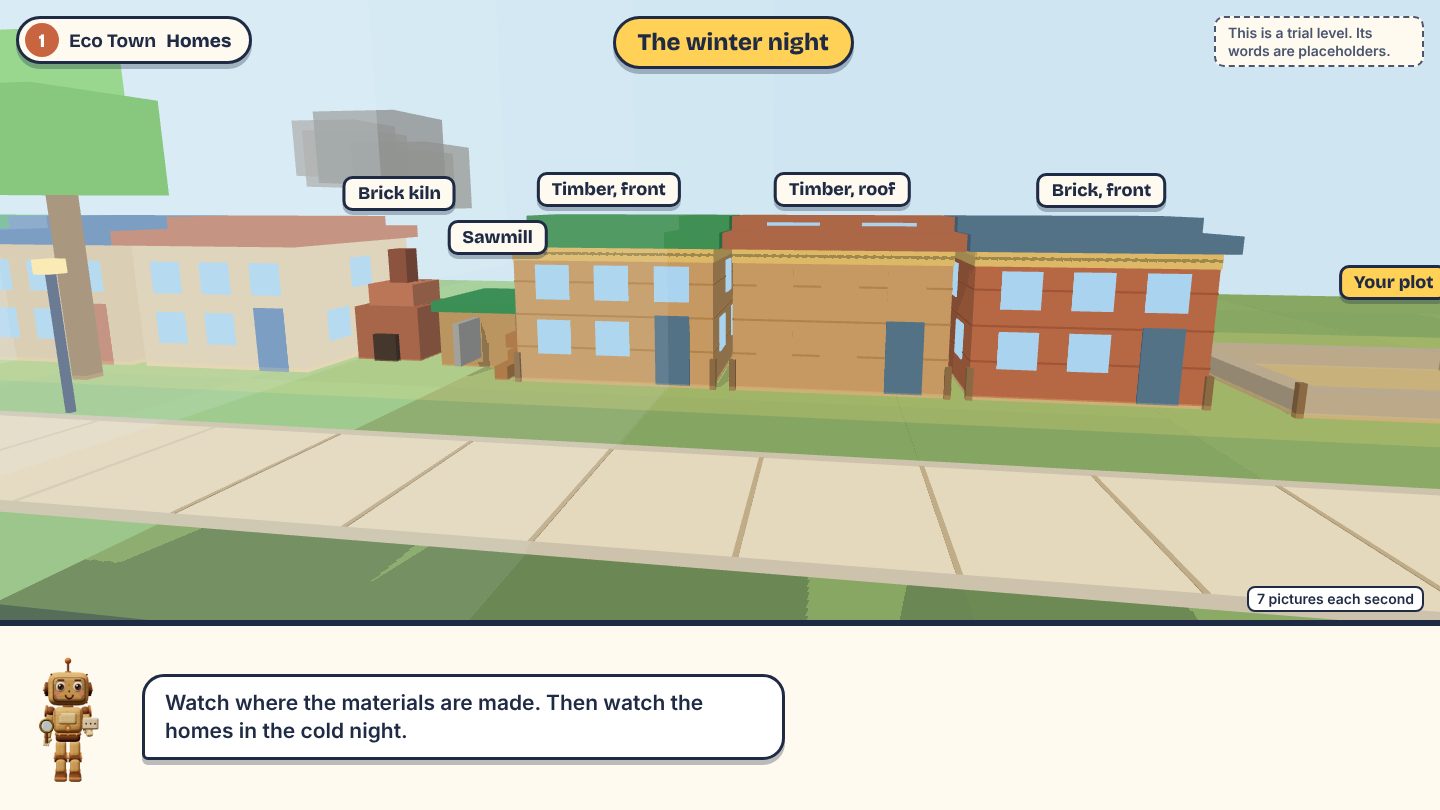 1 Eco Town Homes
The winter night
This is a trial level. Its
words are placeholders.
Brick kiln
Timber, front
Timber, roof
Brick, front
Sawmill
Your plot
7 pictures each second
Watch where the materials are made. Then watch the
homes in the cold night.